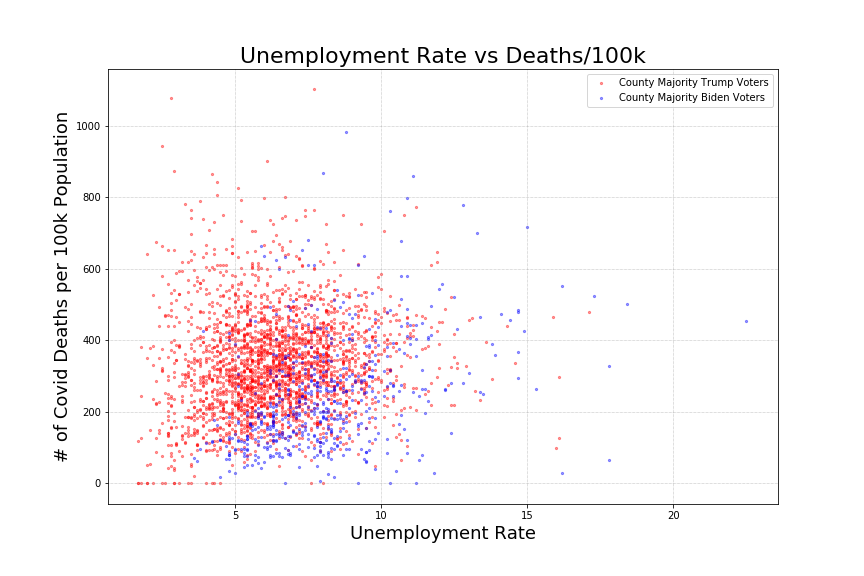 Unemployment Rate vs Deaths/100k
County Majority Trump Voters
County Majority Biden Voters
# of Covid Deaths per 100k Population
1000
800
600
400
200
0
5 10 15 20
Unemployment Rate